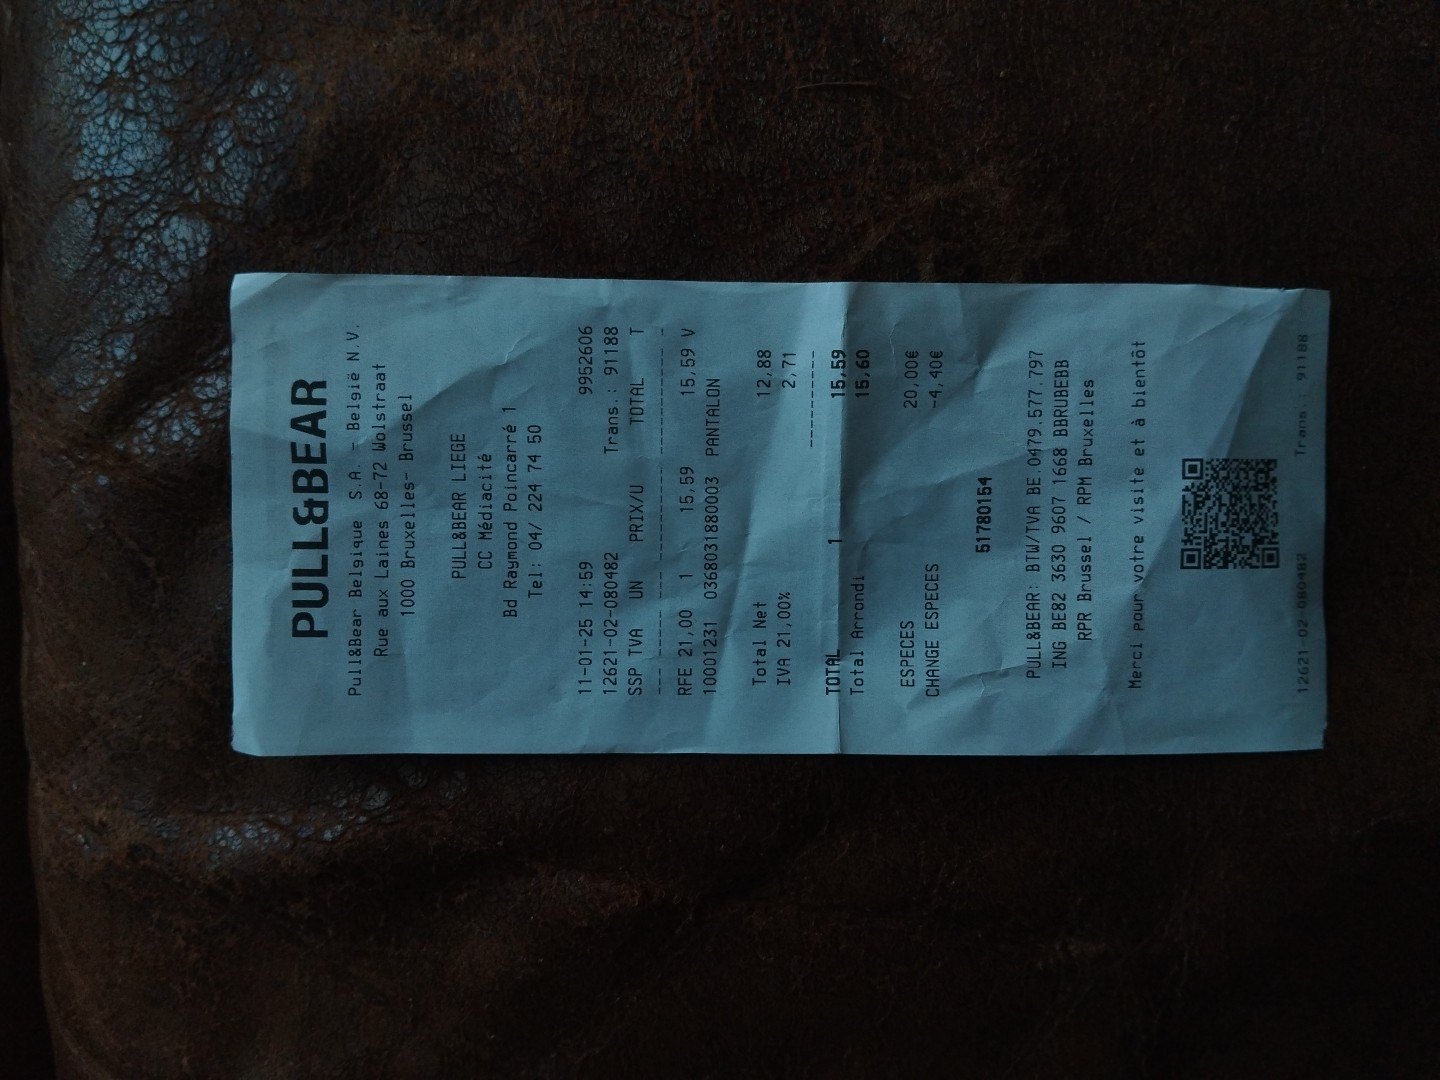 PULL&BEAR
Pull&Bear Belgique S.A. - België N.V.
Rue aux Laines 68-72 Wolstraat
1000 Bruxelles- Brussel
PULL&BEAR LIEGE
CC Médiacité
Bd Raymond Poincarré 1
Tel: 04/ 224 74 50
11-01-25 14:59 9952606
12621-02-080482 Trans.: 91188
SSP TVA UN PRIX/U TOTAL T
--- ---- ---- -------- -------- -
RFE 21,00 1 15,59 15,59 V
10001231 0368031880003 PANTALON
Total Net 12,88
IVA 21,00% 2,71
----------
TOTAL 1 15,59
Total Arrondi 15,60
ESPECES 20,00€
CHANGE ESPECES -4,40€
51780154
PULL&BEAR: BTW/TVA BE.0479.577.797
ING BE82 3630 9607 1668 BBRUBEBB
RPR Brussel / RPM Bruxelles
Merci pour votre visite et à bientôt
12621-02-080482 Trans.: 91188